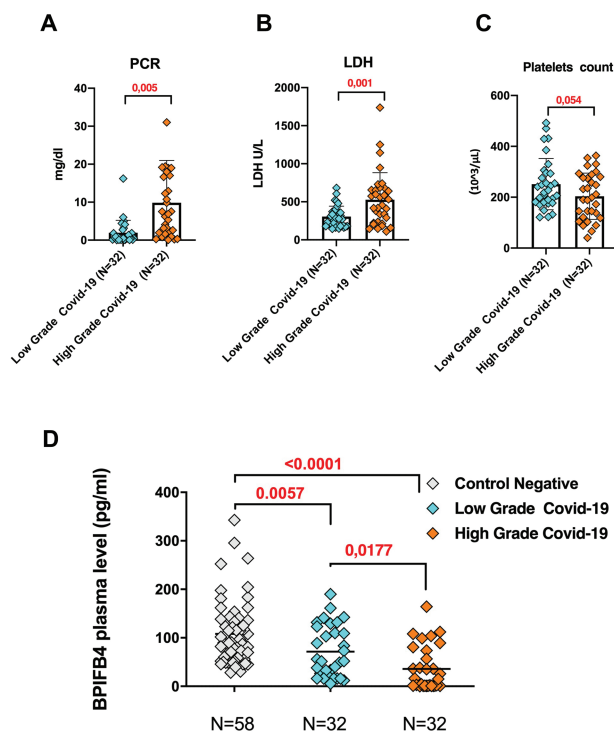 A
PCR
0,005
mg/dl
40
30
20
10
0
Low Grade Covid-19 (N=32)
High Grade Covid-19 (N=32)
B
LDH
0,001
LDH U/L
2000
1500
1000
500
0
Low Grade Covid-19 (N=32)
High Grade Covid-19 (N=32)
C
Platelets count
0,054
(10^3/µL)
600
400
200
0
Low Grade Covid-19 (N=32)
High Grade Covid-19 (N=32)
D
<0.0001
0.0057
0,0177
BPIFB4 plasma level (pg/ml)
400
300
200
100
0
Control Negative
Low Grade Covid-19
High Grade Covid-19
N=58
N=32
N=32